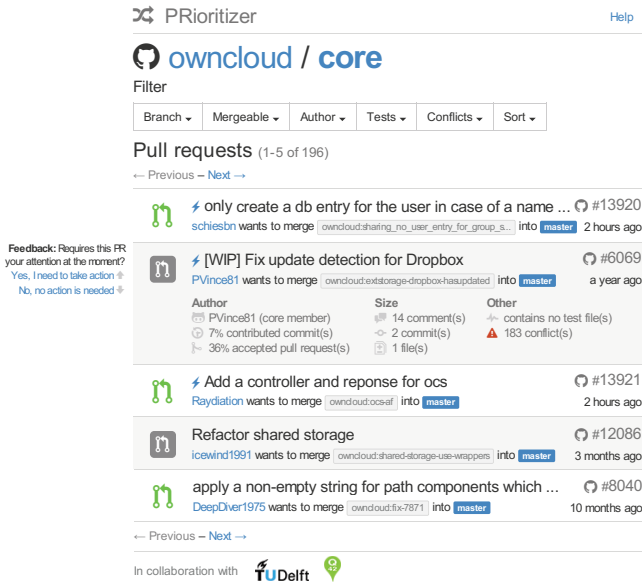 PRioritizer
Help
owncloud / core
Filter
Branch
Mergeable
Author
Tests
Conflicts
Sort
Pull requests (1-5 of 196)
← Previous – Next →
only create a db entry for the user in case of a name ... #13920
schiesbn wants to merge owncloud:sharing_no_user_entry_for_group_s... into master 2 hours ago
Feedback: Requires this PR
your attention at the moment?
Yes, I need to take action
No, no action is needed
[WIP] Fix update detection for Dropbox #6069
PVince81 wants to merge owncloud:extstorage-dropbox-hasupdated into master a year ago
Author Size Other
PVince81 (core member) 14 comment(s) contains no test file(s)
7% contributed commit(s) 2 commit(s) 183 conflict(s)
36% accepted pull request(s) 1 file(s)
Add a controller and reponse for ocs #13921
Raydiation wants to merge owncloud:ocs-af into master 2 hours ago
Refactor shared storage #12086
icewind1991 wants to merge owncloud:shared-storage-use-wrappers into master 3 months ago
apply a non-empty string for path components which ... #8040
DeepDiver1975 wants to merge owncloud:fix-7871 into master 10 months ago
← Previous – Next →
In collaboration with TUDelft Q42